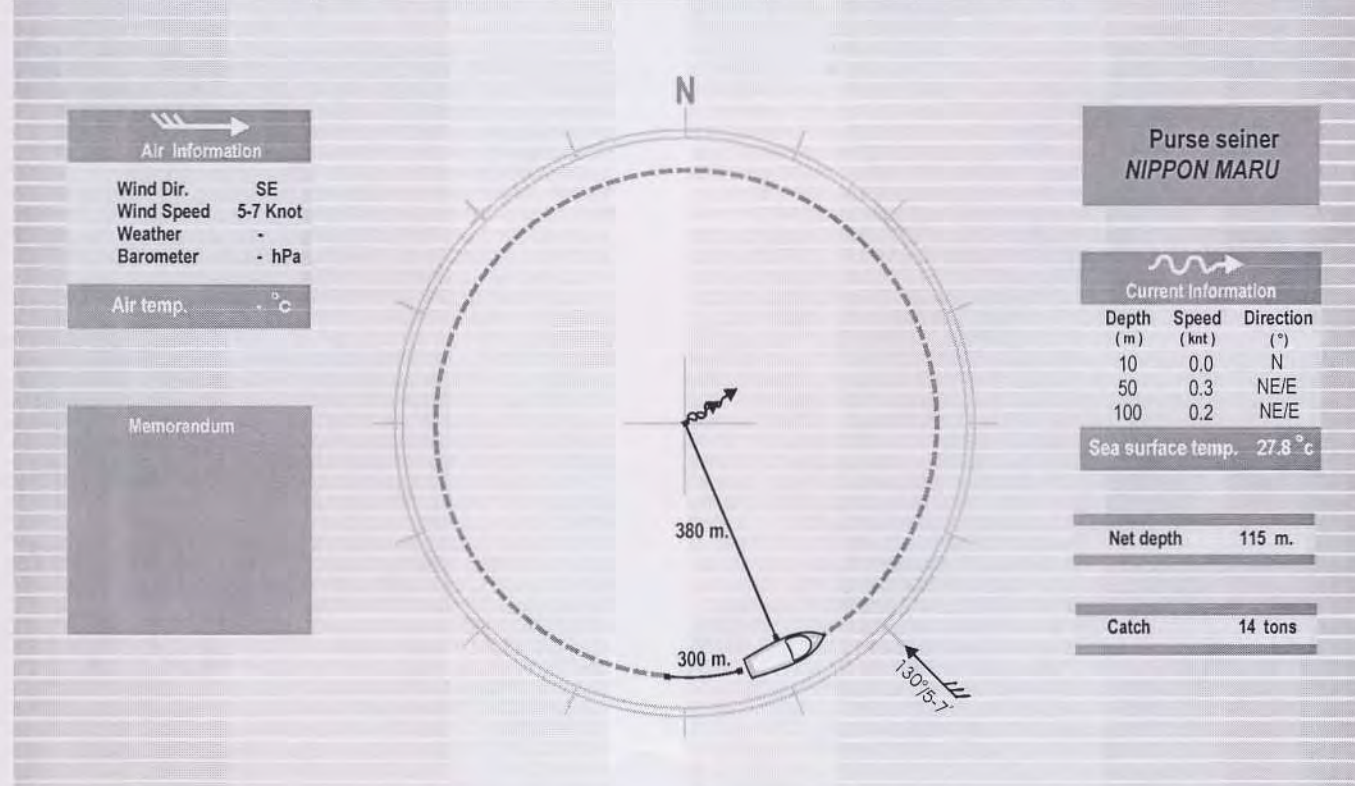 N
Air Information
Wind Dir. SE
Wind Speed 5-7 Knot
Weather -
Barometer - hPa
Air temp. - °c
Memorandum
380 m.
300 m.
130°/5-7'
Purse seiner
NIPPON MARU
Current Information
Depth Speed Direction
(m) (knt) (°)
10 0.0 N
50 0.3 NE/E
100 0.2 NE/E
Sea surface temp. 27.8 °c
Net depth 115 m.
Catch 14 tons